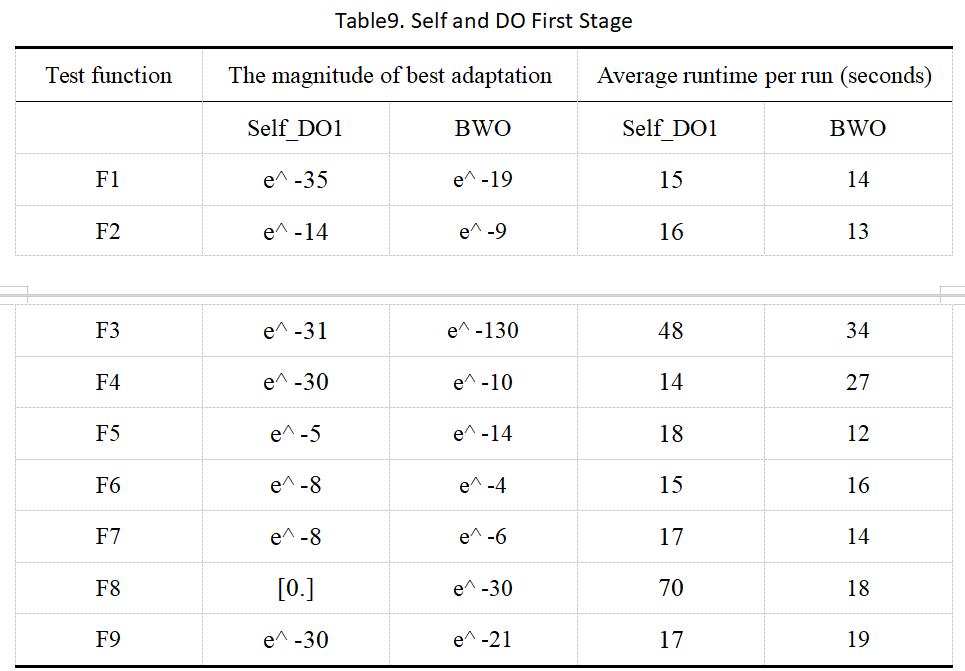 Table9. Self and DO First Stage
Test function The magnitude of best adaptation Average runtime per run (seconds)
Self_DO1 BWO Self_DO1 BWO
F1 e^ -35 e^ -19 15 14
F2 e^ -14 e^ -9 16 13
F3 e^ -31 e^ -130 48 34
F4 e^ -30 e^ -10 14 27
F5 e^ -5 e^ -14 18 12
F6 e^ -8 e^ -4 15 16
F7 e^ -8 e^ -6 17 14
F8 [0.] e^ -30 70 18
F9 e^ -30 e^ -21 17 19